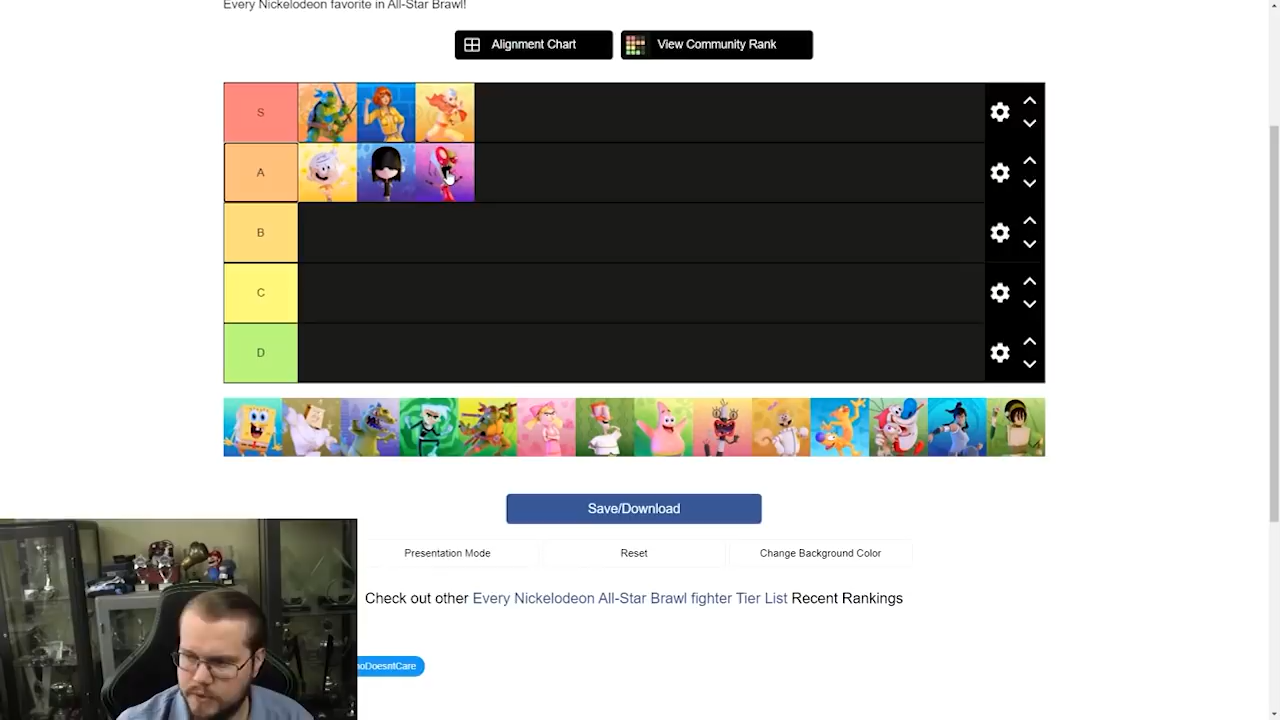 Every Nickelodeon favorite in All-Star Brawl!
Alignment Chart
View Community Rank
S
A
B
C
D
Save/Download
Presentation Mode
Reset
Change Background Color
Check out other Every Nickelodeon All-Star Brawl fighter Tier List Recent Rankings
noDoesntCare